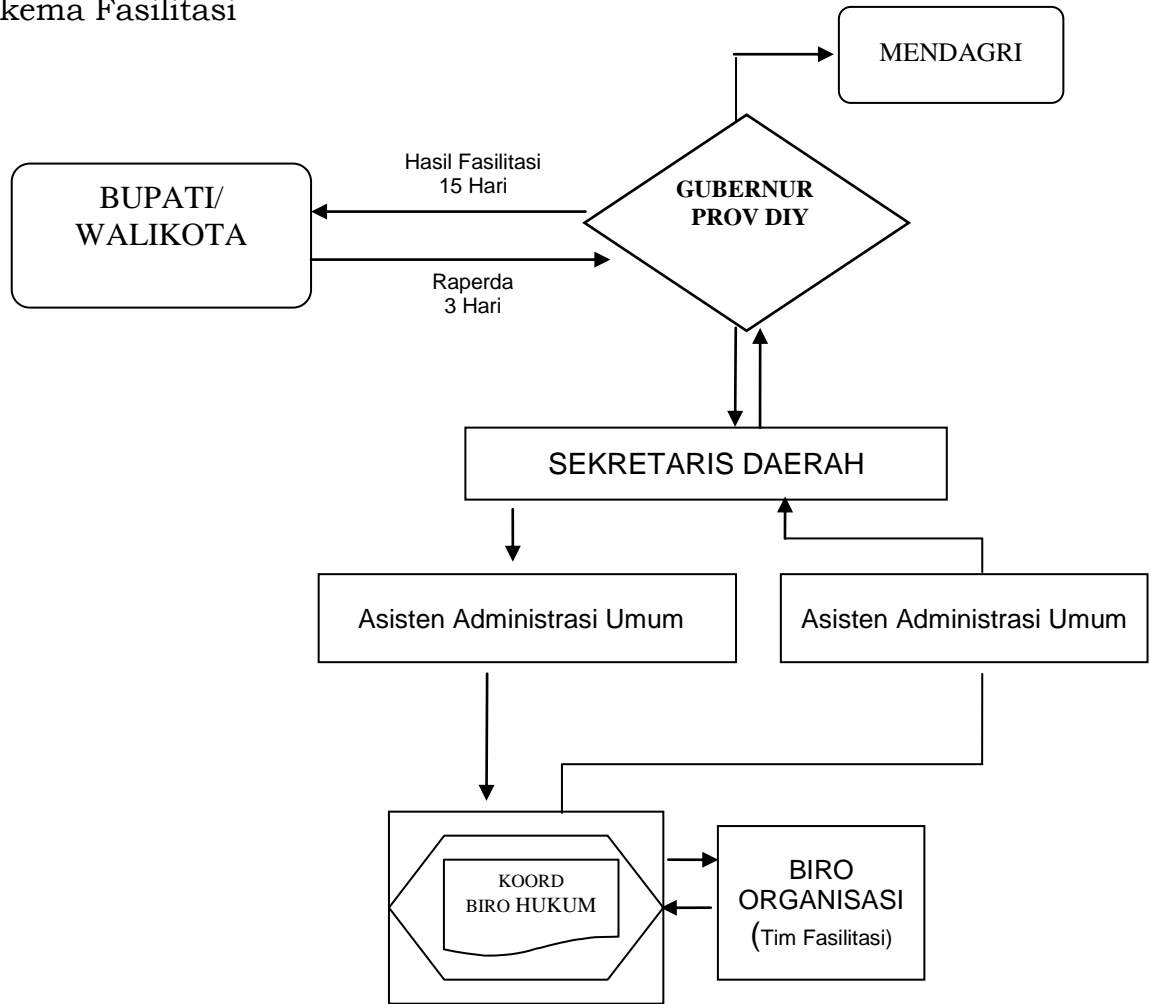 kema Fasilitasi
MENDAGRI
Hasil Fasilitasi
15 Hari
GUBERNUR
PROV DIY
BUPATI/
WALIKOTA
Raperda
3 Hari
SEKRETARIS DAERAH
Asisten Administrasi Umum
Asisten Administrasi Umum
KOORD
BIRO HUKUM
BIRO
ORGANISASI
(Tim Fasilitasi)